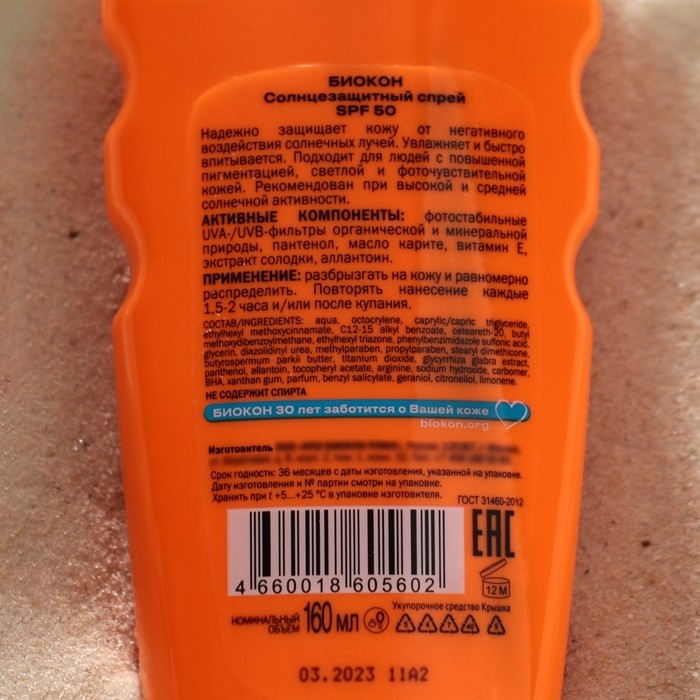 БИОКОН
Солнцезащитный спрей
SPF 50
Надежно защищает кожу от негативного
воздействия солнечных лучей. Увлажняет и быстро
впитывается. Подходит для людей с повышенной
пигментацией, светлой и фоточувствительной
кожей. Рекомендован при высокой и средней
солнечной активности.
АКТИВНЫЕ КОМПОНЕНТЫ: фотостабильные
UVA-/UVB-фильтры органической и минеральной
природы, пантенол, масло карите, витамин Е,
экстракт солодки, аллантоин.
ПРИМЕНЕНИЕ: разбрызгать на кожу и равномерно
распределить. Повторять нанесение каждые
1,5-2 часа и/или после купания.
СОСТАВ/INGREDIENTS: aqua, octocrylene, caprylic/capric triglyceride,
ethylhexyl methoxycinnamate, C12-15 alkyl benzoate, ceteareth-20, butyl
methoxydibenzoylmethane, ethylhexyl triazone, phenylbenzimidazole sulfonic acid,
glycerin, diazolidinyl urea, methylparaben, propylparaben, stearyl dimethicone,
butyrospermum parkii butter, titanium dioxide, glycyrrhiza glabra extract,
panthenol, allantoin, tocopheryl acetate, arginine, sodium hydroxide, carbomer,
BHA, xanthan gum, parfum, benzyl salicylate, geraniol, citronellol, limonene.
НЕ СОДЕРЖИТ СПИРТА
БИОКОН 30 лет заботится о Вашей коже
biokon.org
Изготовитель
Срок годности: 36 месяцев с даты изготовления, указанной на упаковке.
Дату изготовления и № партии смотри на упаковке.
Хранить при t +5...+25 °C в упаковке изготовителя.
ГОСТ 31460-2012
EAC
4 660018 605602
12 M
Укупорочное средство Крышка
НОМИНАЛЬНЫЙ ОБЪЕМ 160 мл
03.2023 11A2